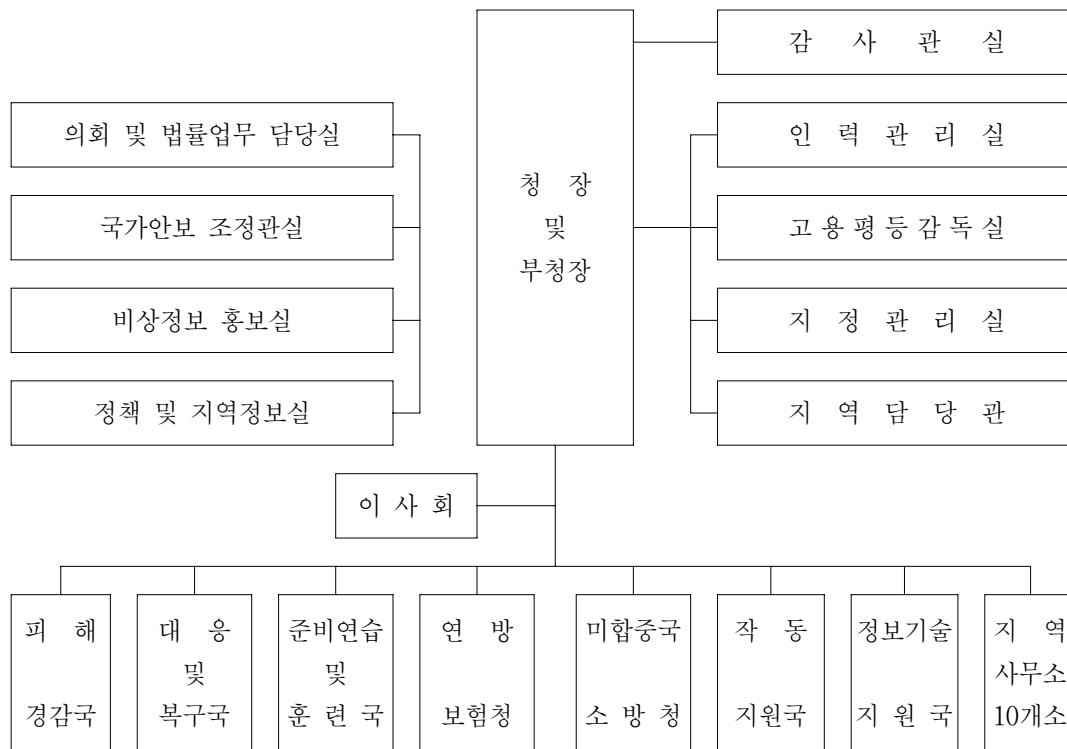 감 사 관 실
의회 및 법률업무 담당실
인 력 관 리 실
청 장
및
부청장
국가안보 조정관실
고 용 평 등 감 독 실
비상정보 홍보실
지 정 관 리 실
정책 및 지역정보실
지 역 담 당 관
이 사 회
피 해
경감국
대 응
및
복구국
준비연습
및
훈 련 국
연 방
보험청
미합중국
소 방 청
작 동
지원국
정보기술
지 원 국
지 역
사무소
10개소